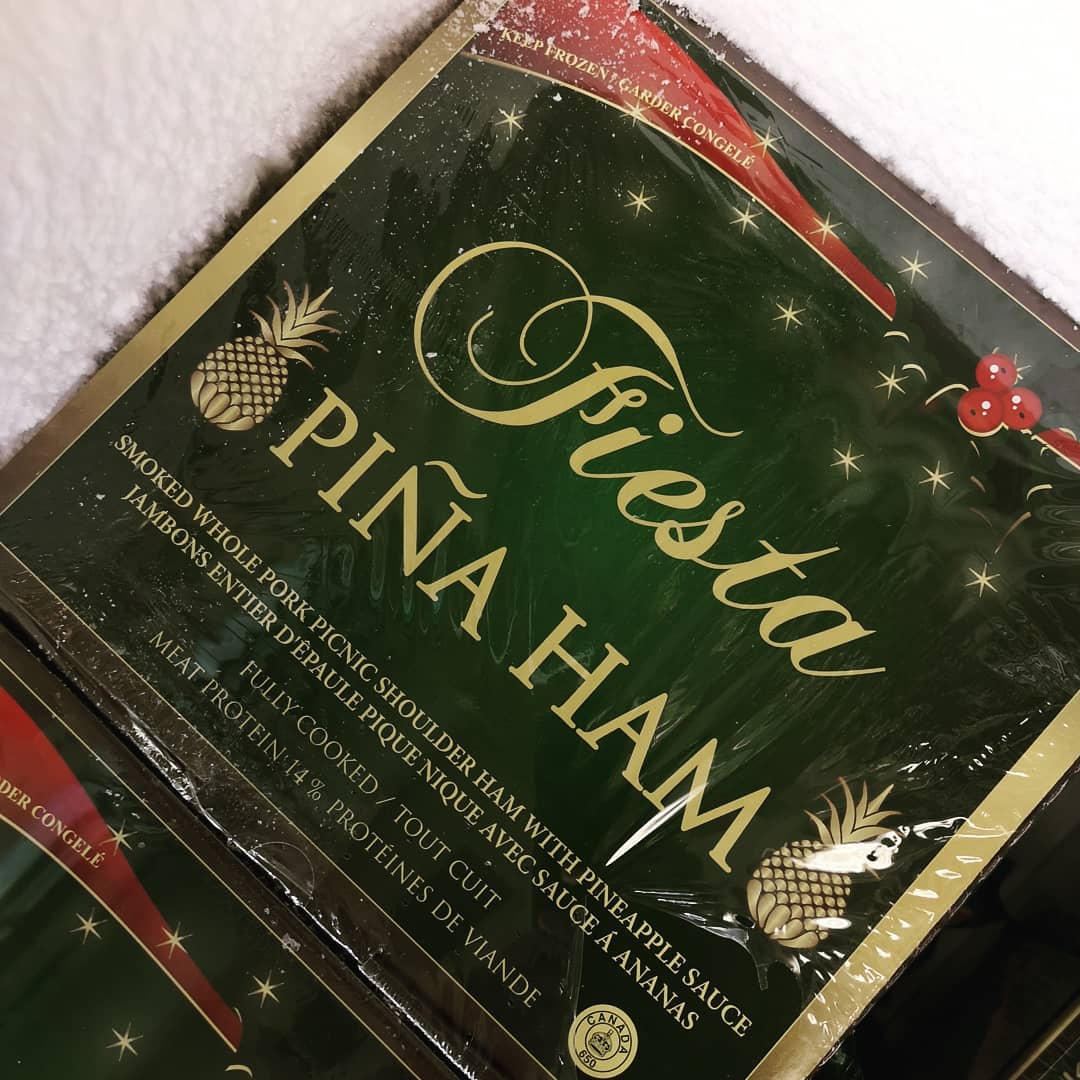 KEEP FROZEN / GARDER CONGELÉ
Fiesta
PIÑA HAM
SMOKED WHOLE PORK PICNIC SHOULDER HAM WITH PINEAPPLE SAUCE
JAMBONS ENTIER D'ÉPAULE PIQUE NIQUE AVEC SAUCE Á ANANAS
FULLY COOKED / TOUT CUIT
MEAT PROTEIN: 14% PROTÉINES DE VIANDE
CANADA
650
DER CONGELÉ